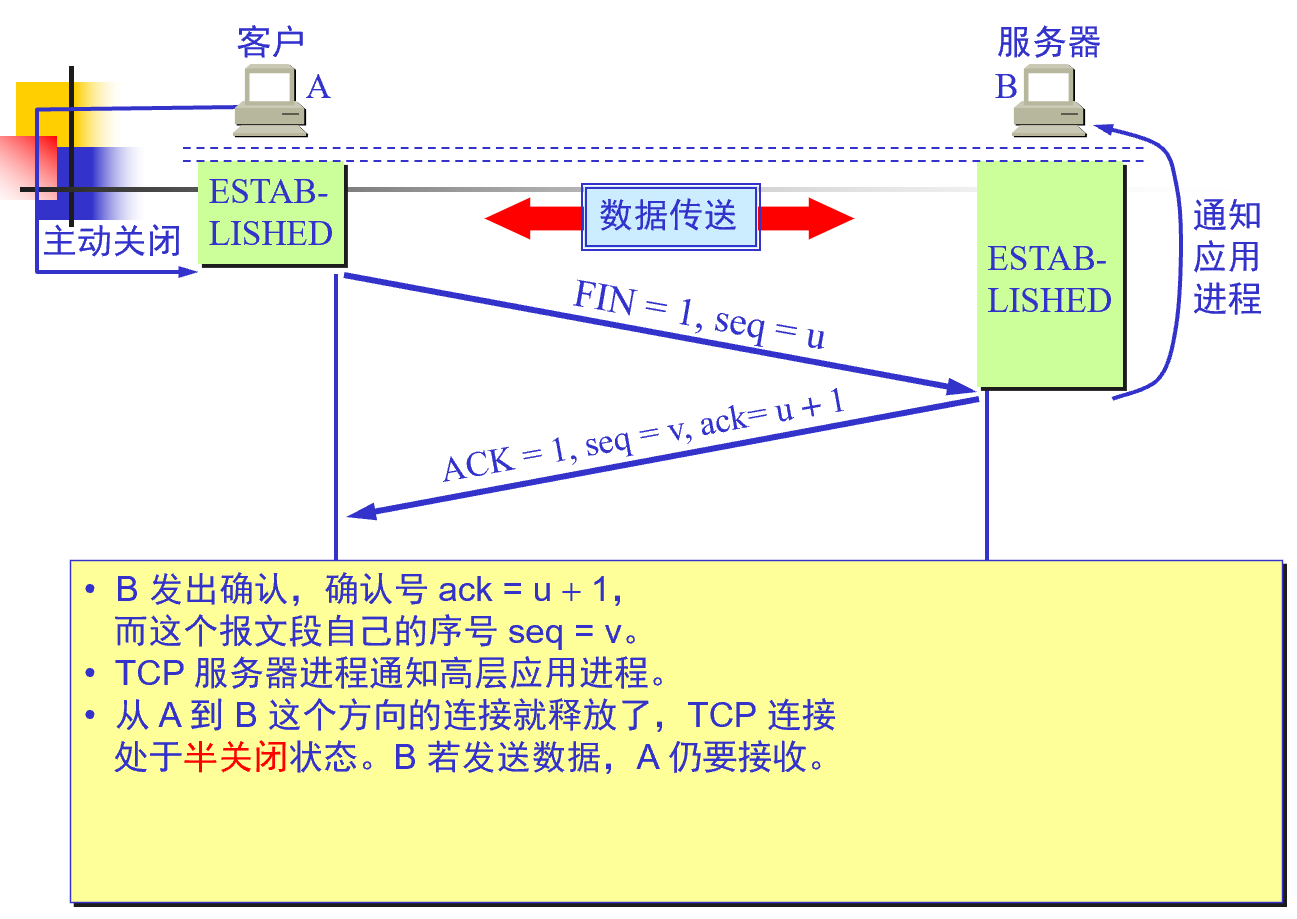 客户
服务器
A
B
ESTAB-
LISHED
数据传送
主动关闭
ESTAB-
LISHED
通知
应用
进程
FIN = 1, seq = u
ACK = 1, seq = v, ack= u + 1
• B 发出确认，确认号 ack = u + 1，
而这个报文段自己的序号 seq = v。
• TCP 服务器进程通知高层应用进程。
• 从 A 到 B 这个方向的连接就释放了，TCP 连接
处于半关闭状态。B 若发送数据，A 仍要接收。